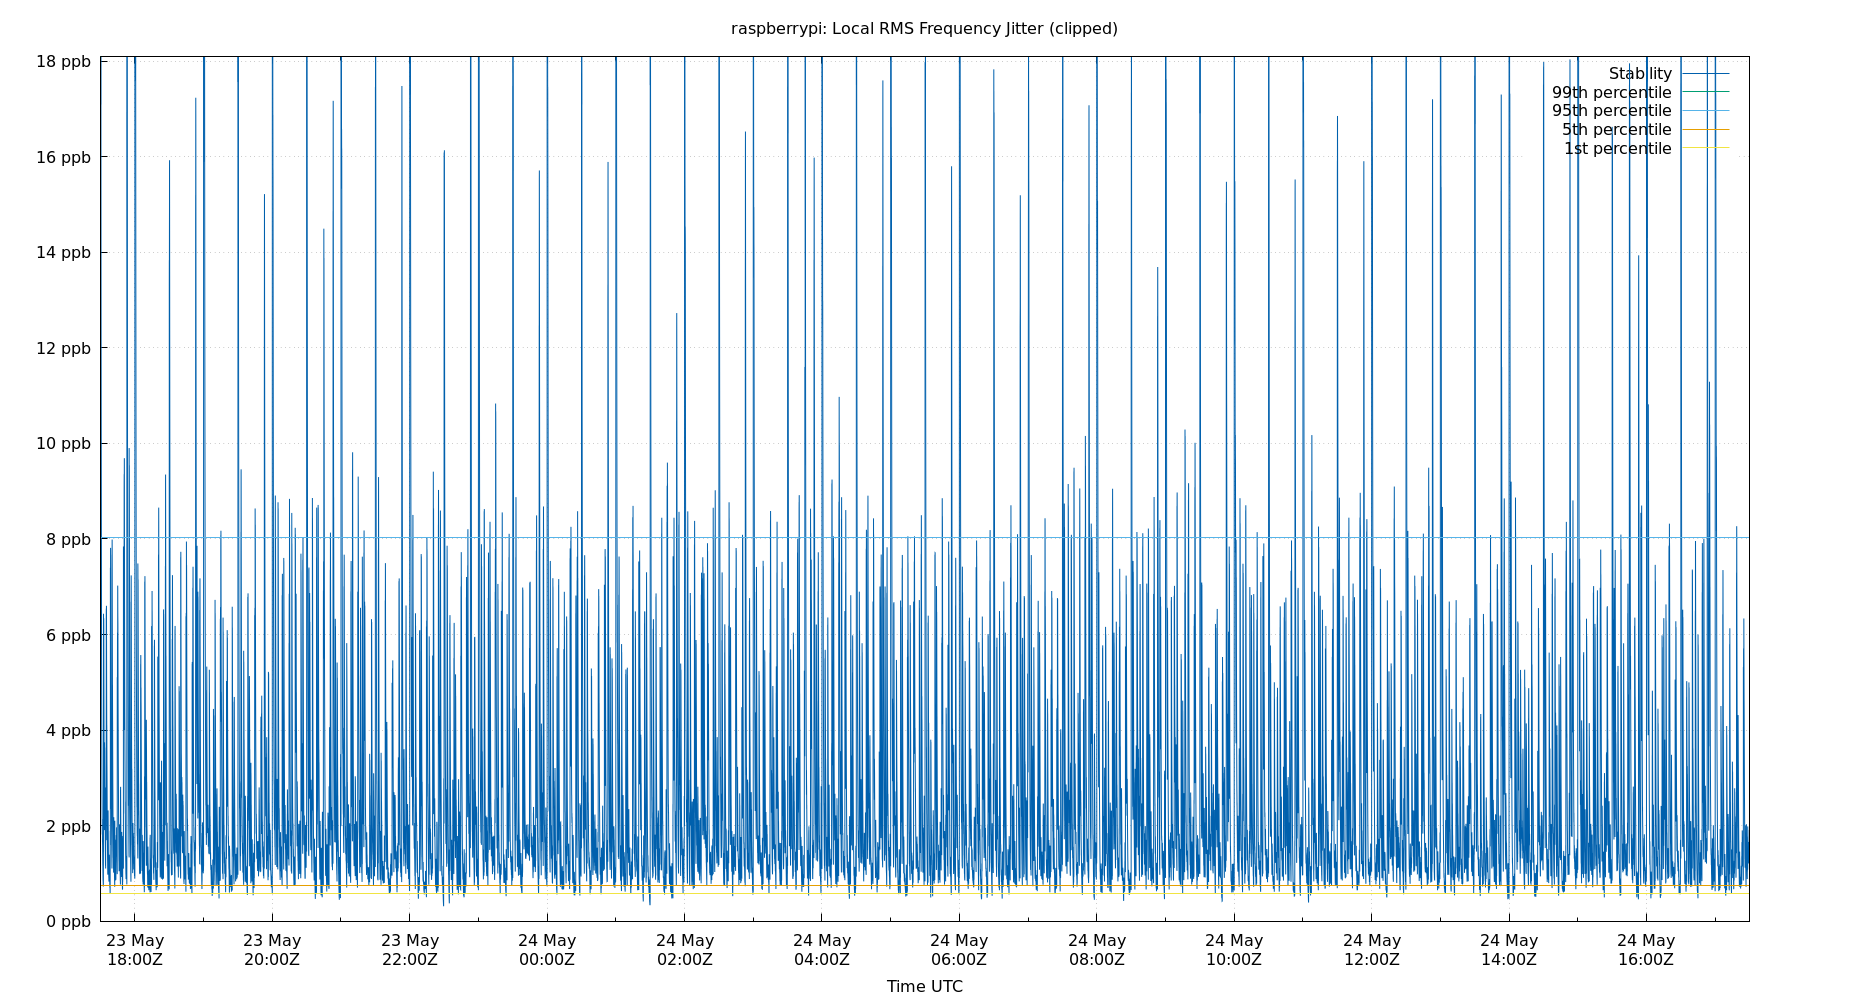 raspberrypi: Local RMS Frequency Jitter (clipped)
18 ppb
16 ppb
14 ppb
12 ppb
10 ppb
8 ppb
6 ppb
4 ppb
2 ppb
0 ppb
Stability
99th percentile
95th percentile
5th percentile
1st percentile
23 May
18:00Z
23 May
20:00Z
23 May
22:00Z
24 May
00:00Z
24 May
02:00Z
24 May
04:00Z
24 May
06:00Z
24 May
08:00Z
24 May
10:00Z
24 May
12:00Z
24 May
14:00Z
24 May
16:00Z
Time UTC